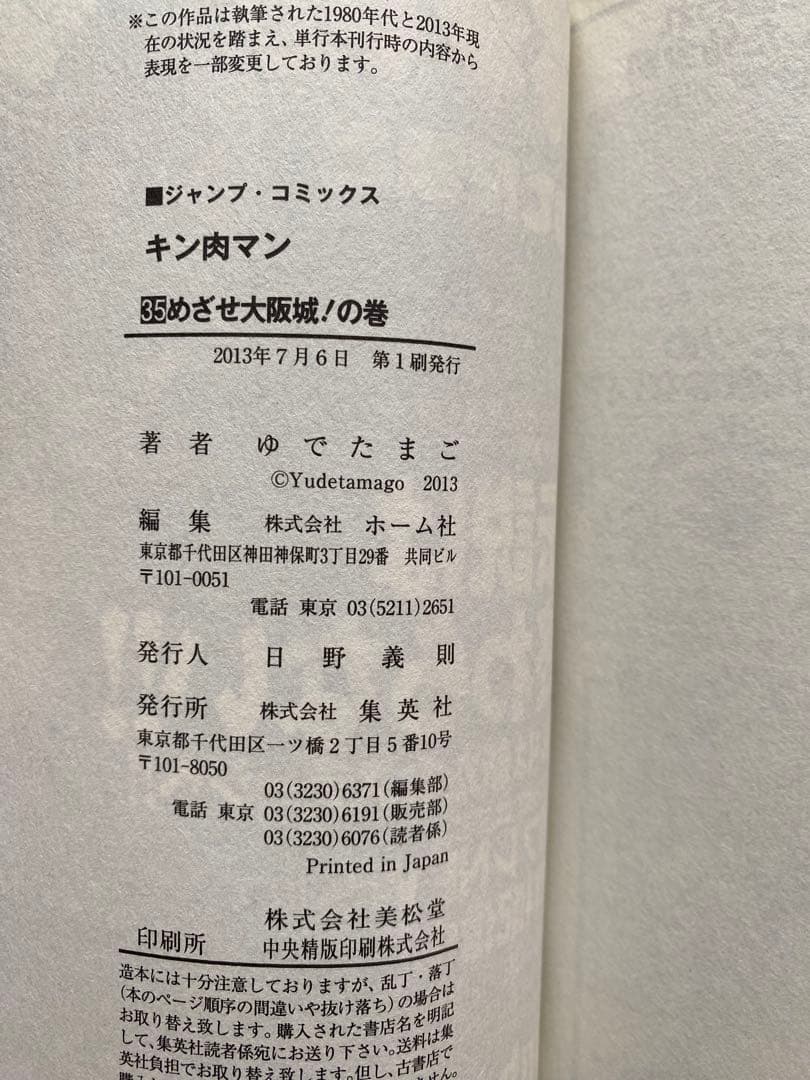 ※この作品は執筆された1980年代と2013年現
在の状況を踏まえ、単行本刊行時の内容から
表現を一部変更しております。
■ジャンプ・コミックス
キン肉マン
35めざせ大阪城!の巻
2013年7月6日 第1刷発行
著者 ゆでたまご
©Yudetamago 2013
編集 株式会社 ホーム社
東京都千代田区神田神保町3丁目29番 共同ビル
〒101-0051
電話 東京 03(5211)2651
発行人 日野義則
発行所 株式会社 集英社
東京都千代田区一ツ橋2丁目5番10号
〒101-8050
03(3230)6371(編集部)
電話 東京 03(3230)6191(販売部)
03(3230)6076(読者係)
Printed in Japan
株式会社美松堂
印刷所 中央精版印刷株式会社
造本には十分注意しておりますが、乱丁・落丁
(本のページ順序の間違いや抜け落ち)の場合は
お取り替え致します。購入された書店名を明記
して、集英社読者係宛にお送り下さい。送料は集
英社負担でお取り替え致します。但し、古書店で